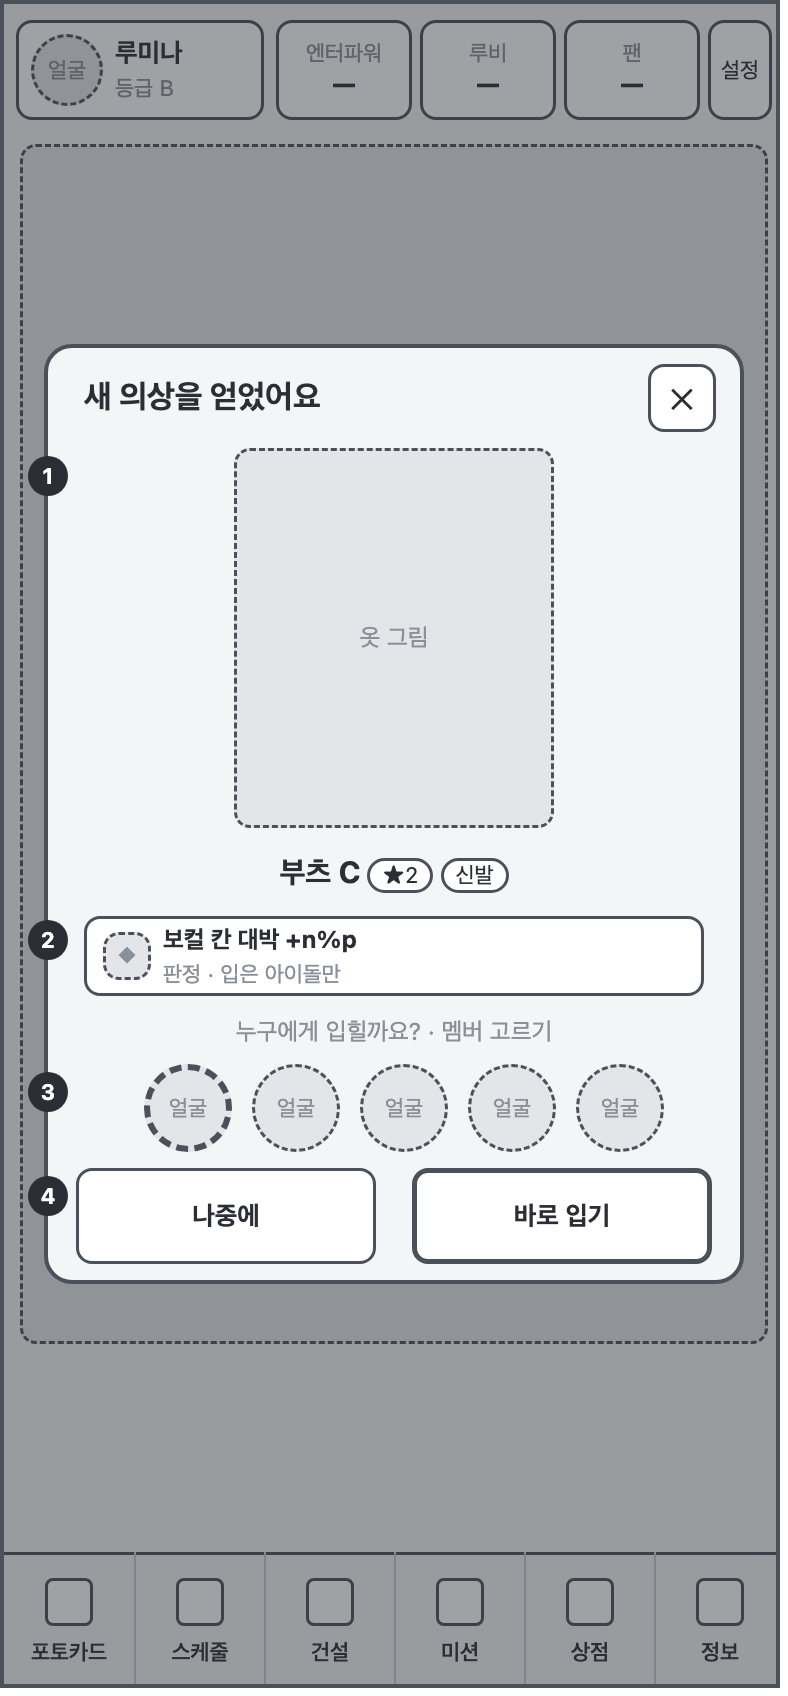 얼굴
루미나
등급 B
엔터파워
루비
팬
설정
새 의상을 얻었어요
1
옷 그림
부츠 C ★2 신발
2
보컬 칸 대박 +n%p
판정 · 입은 아이돌만
누구에게 입힐까요? · 멤버 고르기
3
얼굴 얼굴 얼굴 얼굴 얼굴
4
나중에 바로 입기
포토카드 스케줄 건설 미션 상점 정보